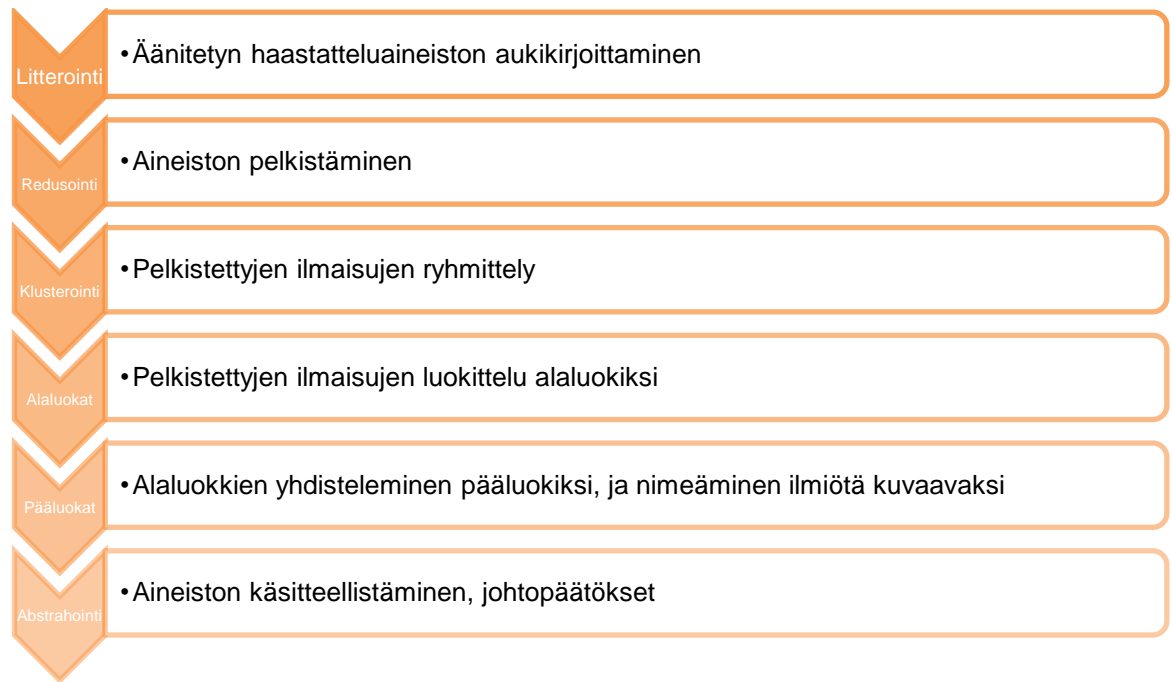 Litterointi
•Äänitetyn haastatteluaineiston aukikirjoittaminen
Redusointi
•Aineiston pelkistäminen
Klusterointi
•Pelkistettyjen ilmaisujen ryhmittely
Alaluokat
•Pelkistettyjen ilmaisujen luokittelu alaluokiksi
Pääluokat
•Alaluokkien yhdisteleminen pääluokiksi, ja nimeäminen ilmiötä kuvaavaksi
Abstrahointi
•Aineiston käsitteellistäminen, johtopäätökset